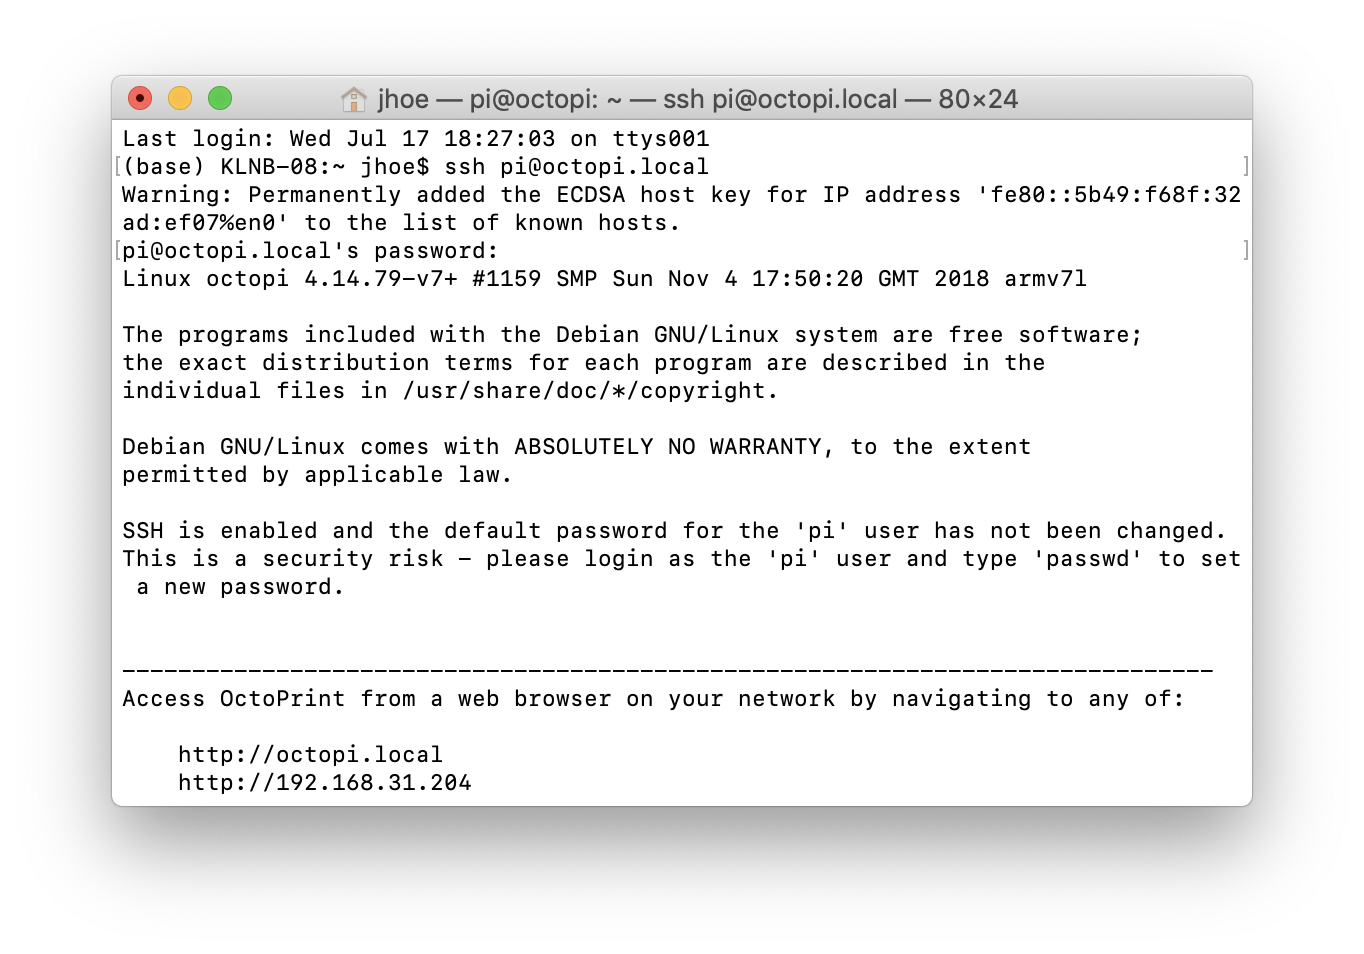 jhoe — pi@octopi: ~ — ssh pi@octopi.local — 80×24
Last login: Wed Jul 17 18:27:03 on ttys001
[(base) KLNB-08:~ jhoe$ ssh pi@octopi.local ]
Warning: Permanently added the ECDSA host key for IP address 'fe80::5b49:f68f:32
ad:ef07%en0' to the list of known hosts.
[pi@octopi.local's password: ]
Linux octopi 4.14.79-v7+ #1159 SMP Sun Nov 4 17:50:20 GMT 2018 armv7l
The programs included with the Debian GNU/Linux system are free software;
the exact distribution terms for each program are described in the
individual files in /usr/share/doc/*/copyright.
Debian GNU/Linux comes with ABSOLUTELY NO WARRANTY, to the extent
permitted by applicable law.
SSH is enabled and the default password for the 'pi' user has not been changed.
This is a security risk - please login as the 'pi' user and type 'passwd' to set
a new password.
------------------------------------------------------------------------------
Access OctoPrint from a web browser on your network by navigating to any of:
http://octopi.local
http://192.168.31.204